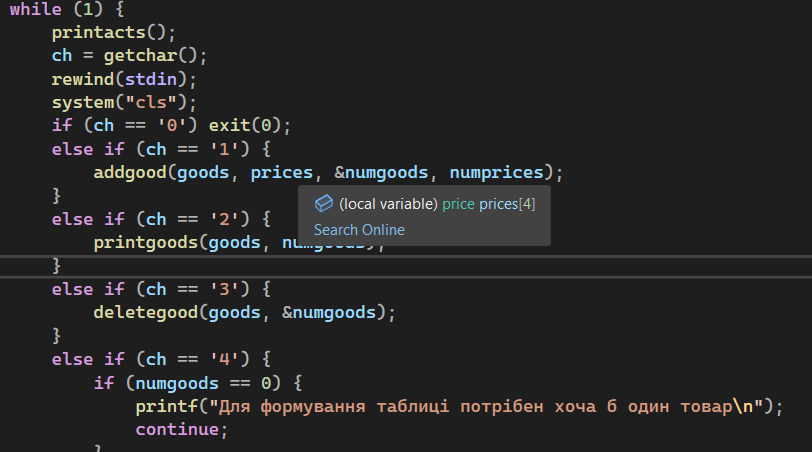 while (1) {
printacts();
ch = getchar();
rewind(stdin);
system("cls");
if (ch == '0') exit(0);
else if (ch == '1') {
addgood(goods, prices, &numgoods, numprices);
}
(local variable) price prices[4]
Search Online
else if (ch == '2') {
printgoods(goods, numgoods);
}
else if (ch == '3') {
deletegood(goods, &numgoods);
}
else if (ch == '4') {
if (numgoods == 0) {
printf("Для формування таблиці потрібен хоча б один товар\n");
continue;
}